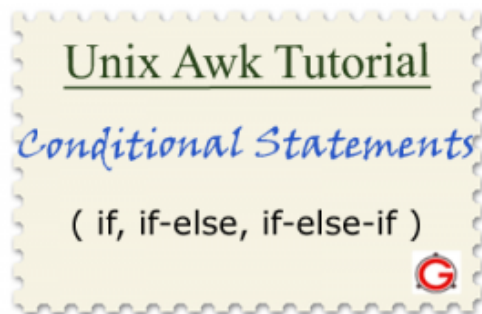 Unix Awk Tutorial
Conditional Statements
( if, if-else, if-else-if )
G